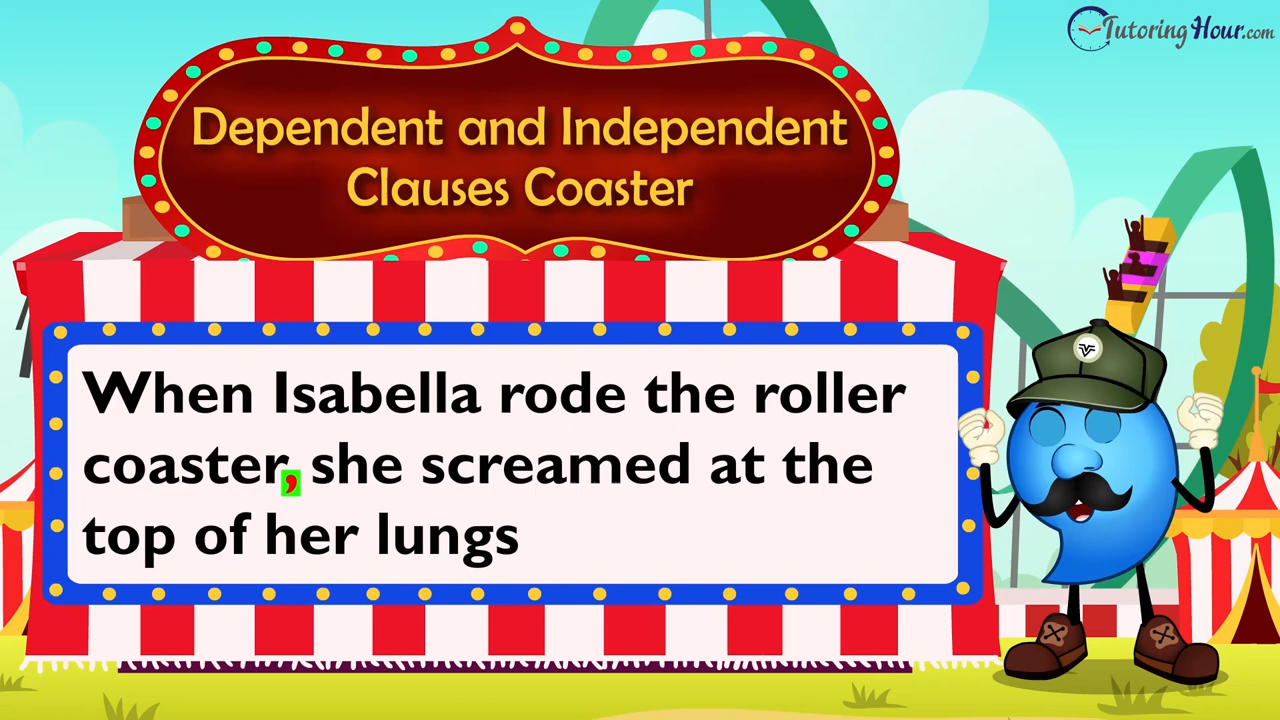 TutoringHour.com
Dependent and Independent
Clauses Coaster
When Isabella rode the roller
coaster, she screamed at the
top of her lungs